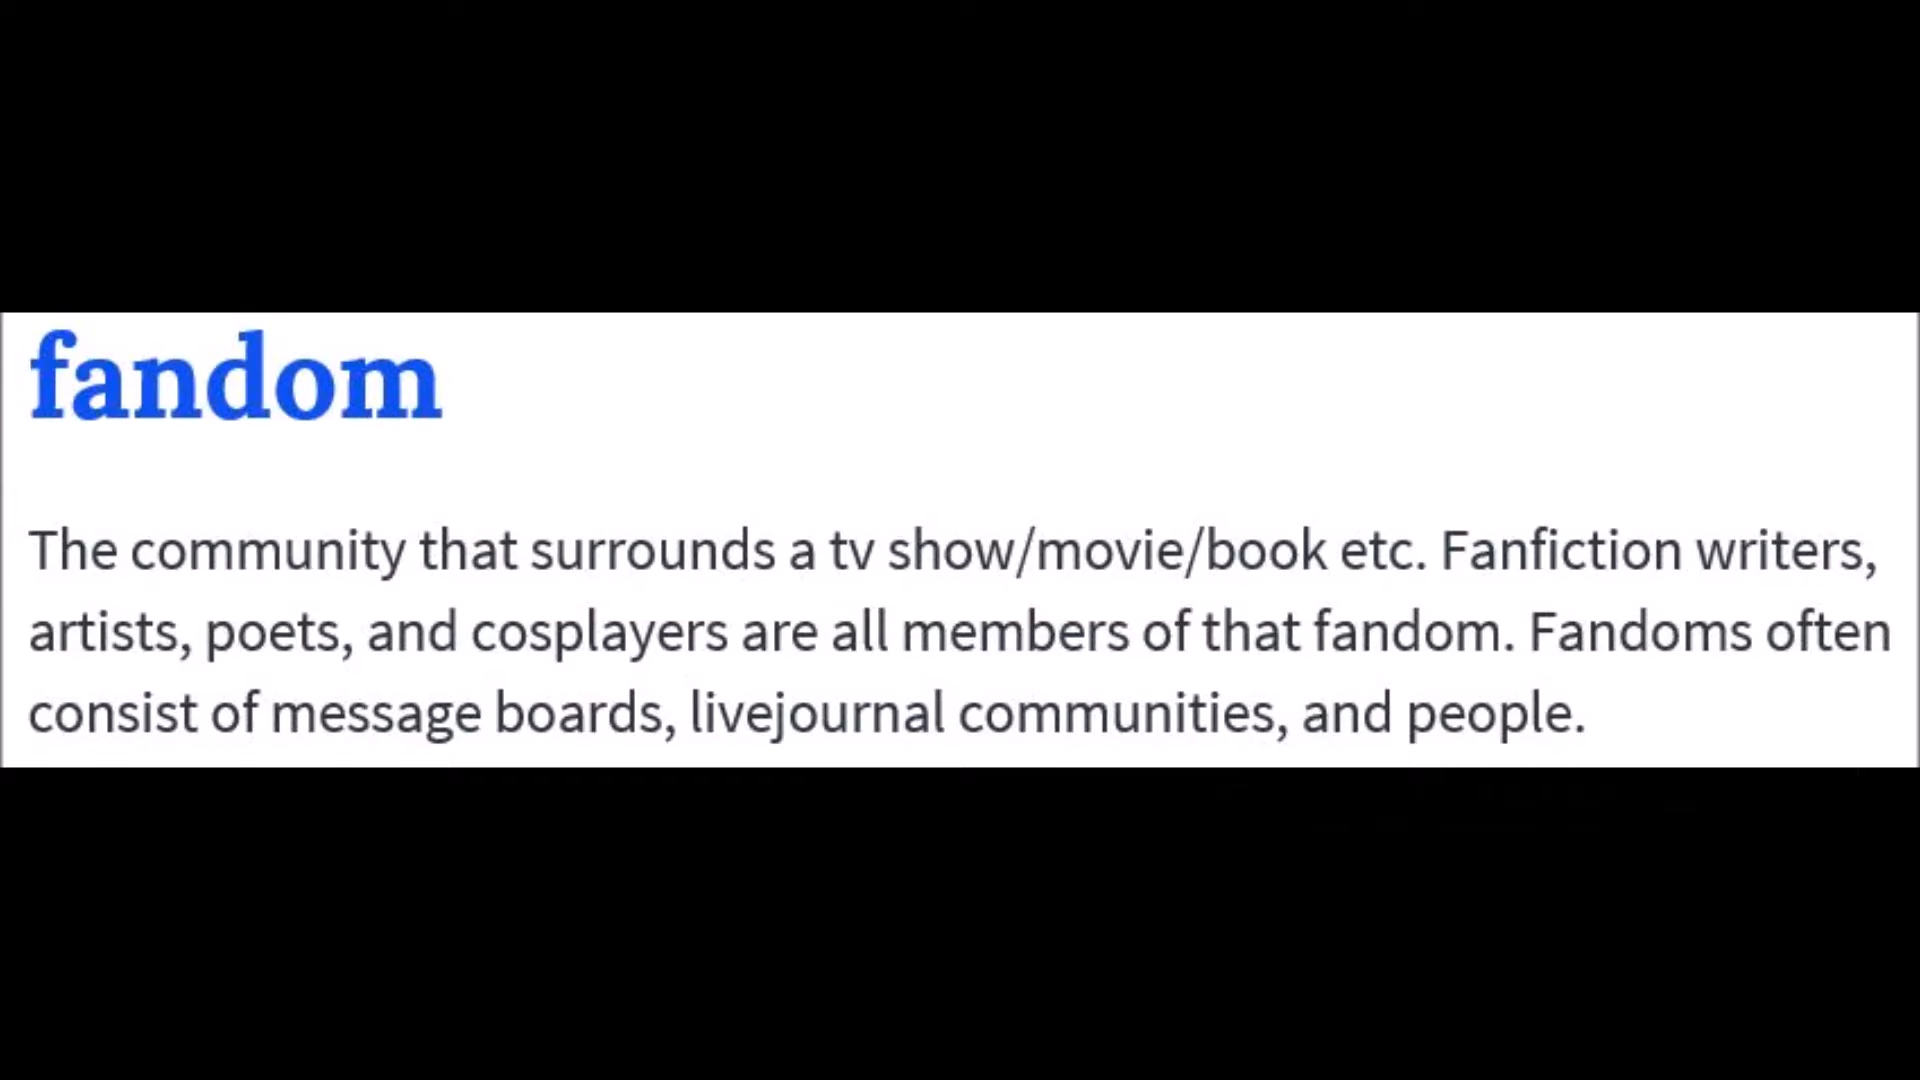 fandom
The community that surrounds a tv show/movie/book etc. Fanfiction writers,
artists, poets, and cosplayers are all members of that fandom. Fandoms often
consist of message boards, livejournal communities, and people.